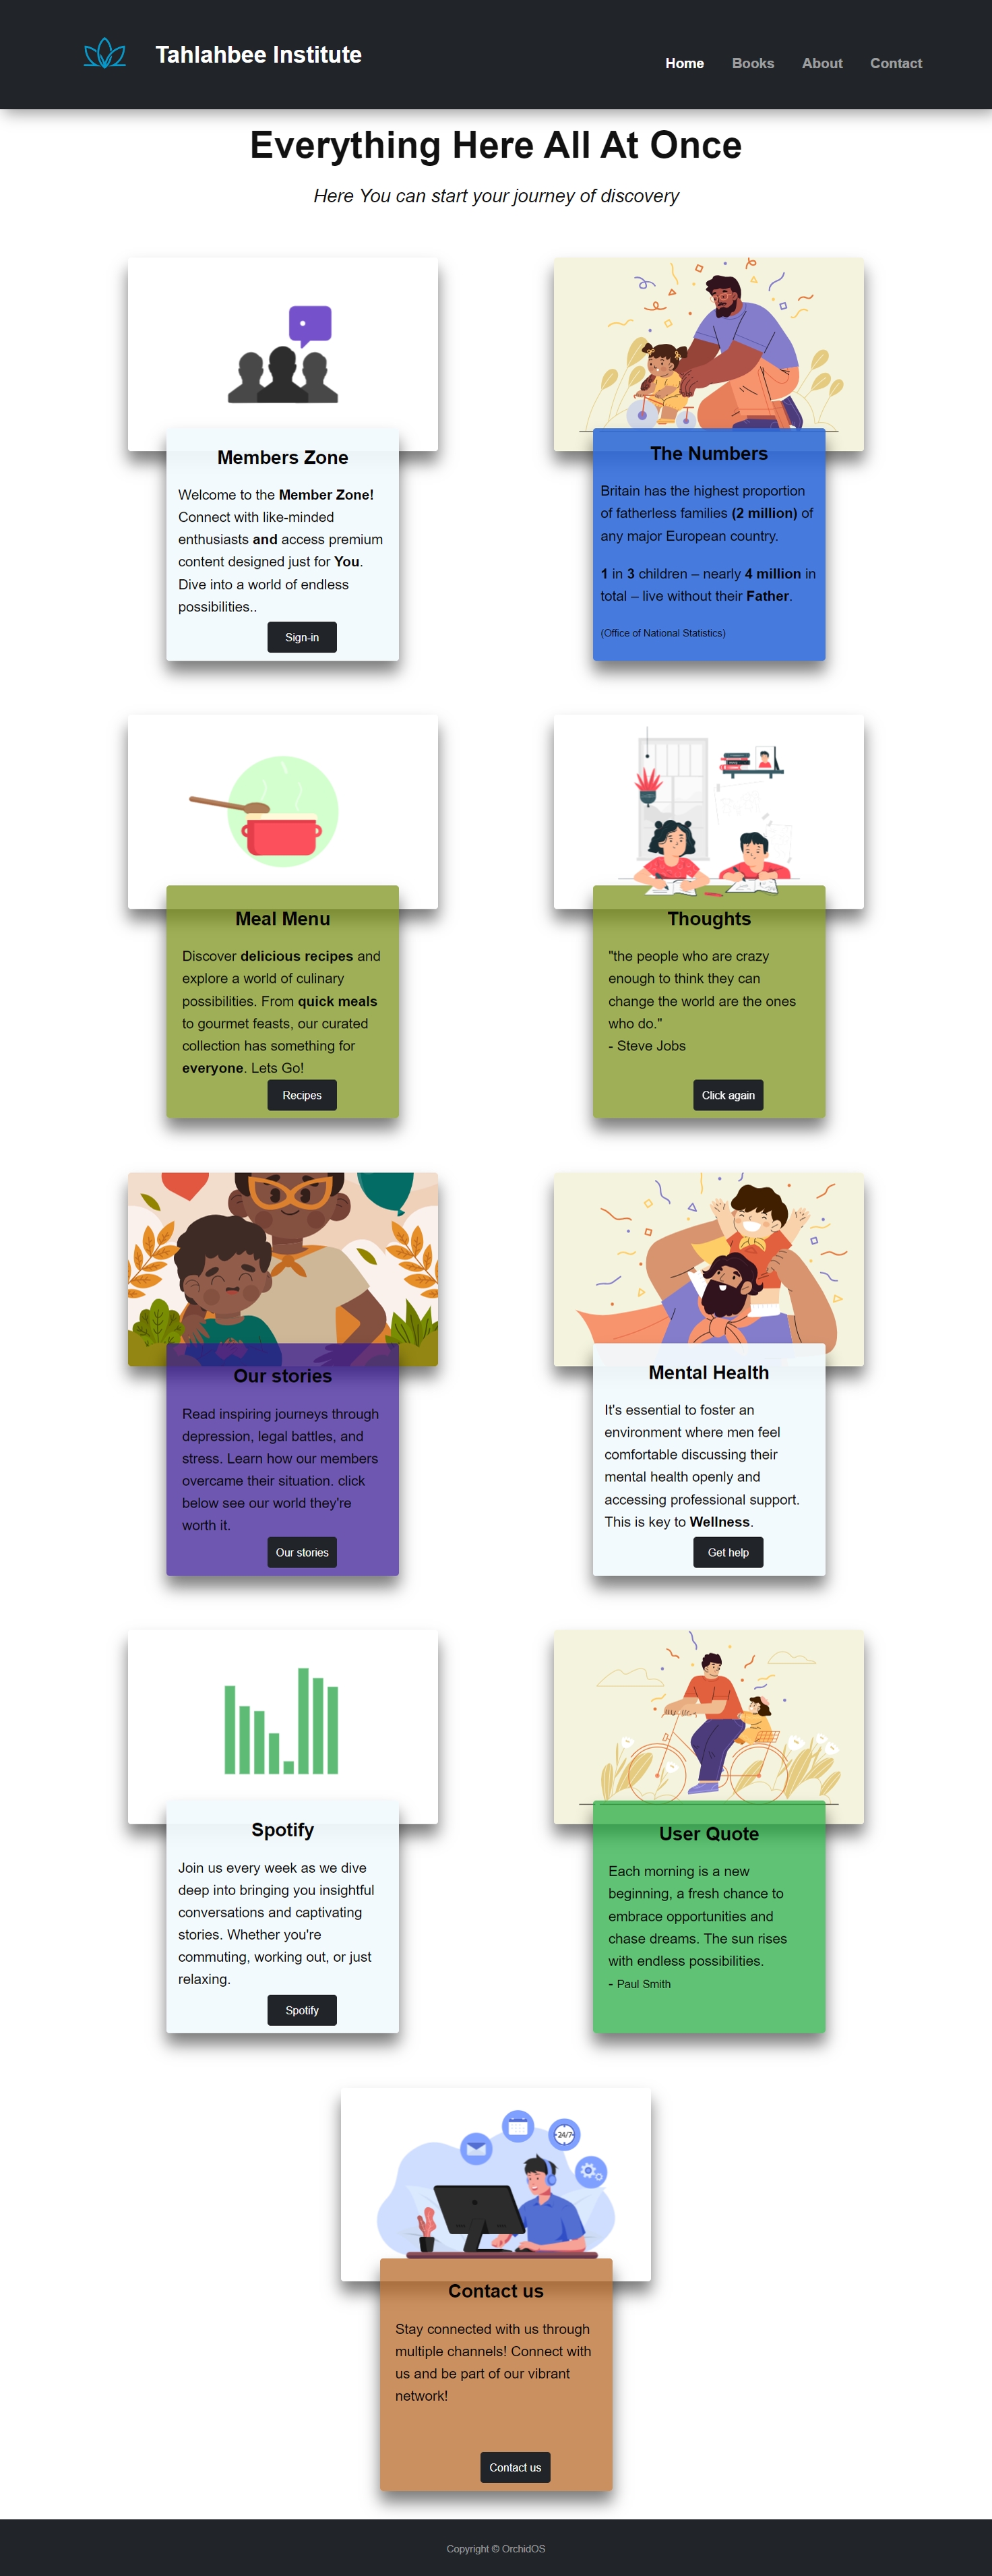 Tahlahbee Institute
Home Books About Contact
Everything Here All At Once
Here You can start your journey of discovery
Members Zone
Welcome to the Member Zone!
Connect with like-minded
enthusiasts and access premium
content designed just for You.
Dive into a world of endless
possibilities..
Sign-in
The Numbers
Britain has the highest proportion
of fatherless families (2 million) of
any major European country.
1 in 3 children – nearly 4 million in
total – live without their Father.
(Office of National Statistics)
Meal Menu
Discover delicious recipes and
explore a world of culinary
possibilities. From quick meals
to gourmet feasts, our curated
collection has something for
everyone. Lets Go!
Recipes
Thoughts
"the people who are crazy
enough to think they can
change the world are the ones
who do."
- Steve Jobs
Click again
Our stories
Read inspiring journeys through
depression, legal battles, and
stress. Learn how our members
overcame their situation. click
below see our world they're
worth it.
Our stories
Mental Health
It's essential to foster an
environment where men feel
comfortable discussing their
mental health openly and
accessing professional support.
This is key to Wellness.
Get help
Spotify
Join us every week as we dive
deep into bringing you insightful
conversations and captivating
stories. Whether you're
commuting, working out, or just
relaxing.
Spotify
User Quote
Each morning is a new
beginning, a fresh chance to
embrace opportunities and
chase dreams. The sun rises
with endless possibilities.
- Paul Smith
24/7
Contact us
Stay connected with us through
multiple channels! Connect with
us and be part of our vibrant
network!
Contact us
Copyright © OrchidOS